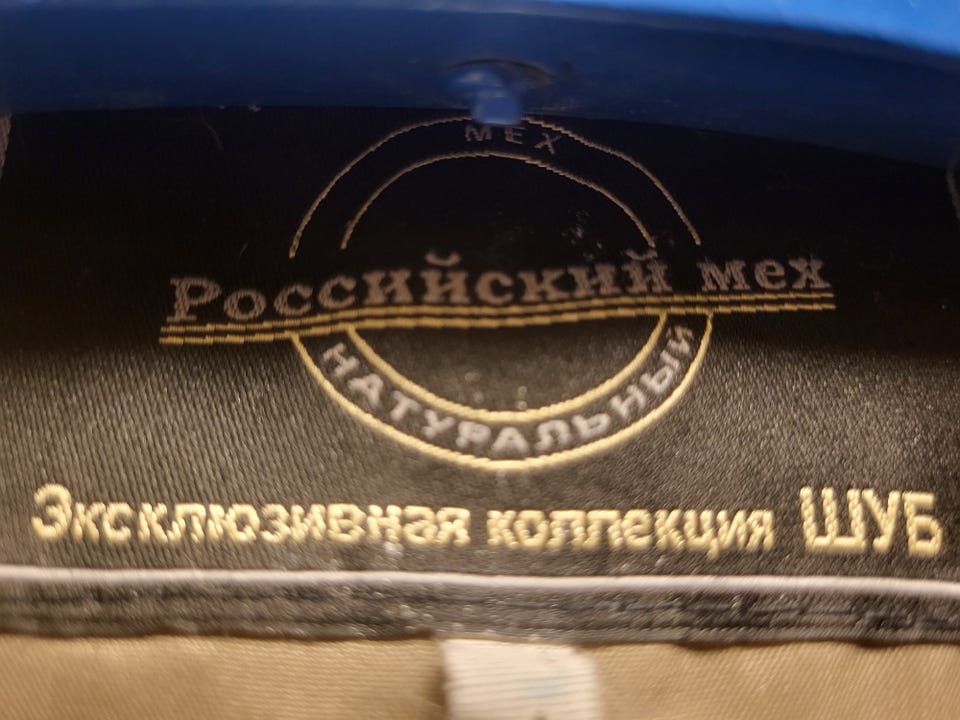 МЕХ
Российский мех
НАТУРАЛЬНЫЙ
Эксклюзивная коллекция ШУБ